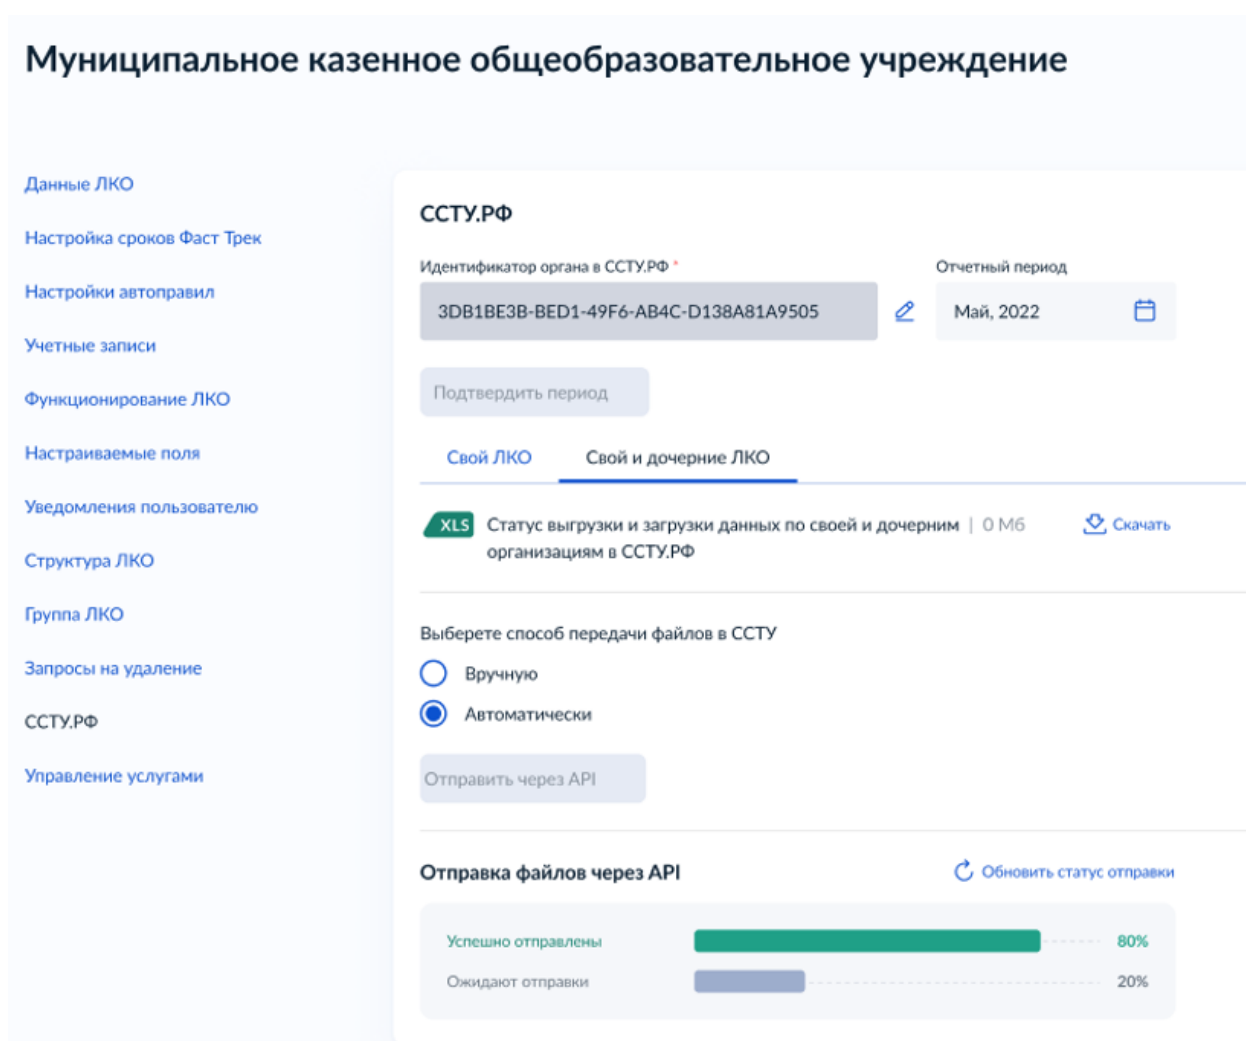 Муниципальное казенное общеобразовательное учреждение
Данные ЛКО
Настройка сроков Фаст Трек
Настройки автоправил
Учетные записи
Функционирование ЛКО
Настраиваемые поля
Уведомления пользователю
Структура ЛКО
Группа ЛКО
Запросы на удаление
ССТУ.РФ
Управление услугами
ССТУ.РФ
Идентификатор органа в ССТУ.РФ *
Отчетный период
3DB1BE3B-BED1-49F6-AB4C-D138A81A9505
Май, 2022
Подтвердить период
Свой ЛКО
Свой и дочерние ЛКО
XLS Статус выгрузки и загрузки данных по своей и дочерним | 0 Мб Скачать
организациям в ССТУ.РФ
Выберете способ передачи файлов в ССТУ
Вручную
Автоматически
Отправить через API
Отправка файлов через API
Обновить статус отправки
Успешно отправлены 80%
Ожидают отправки 20%